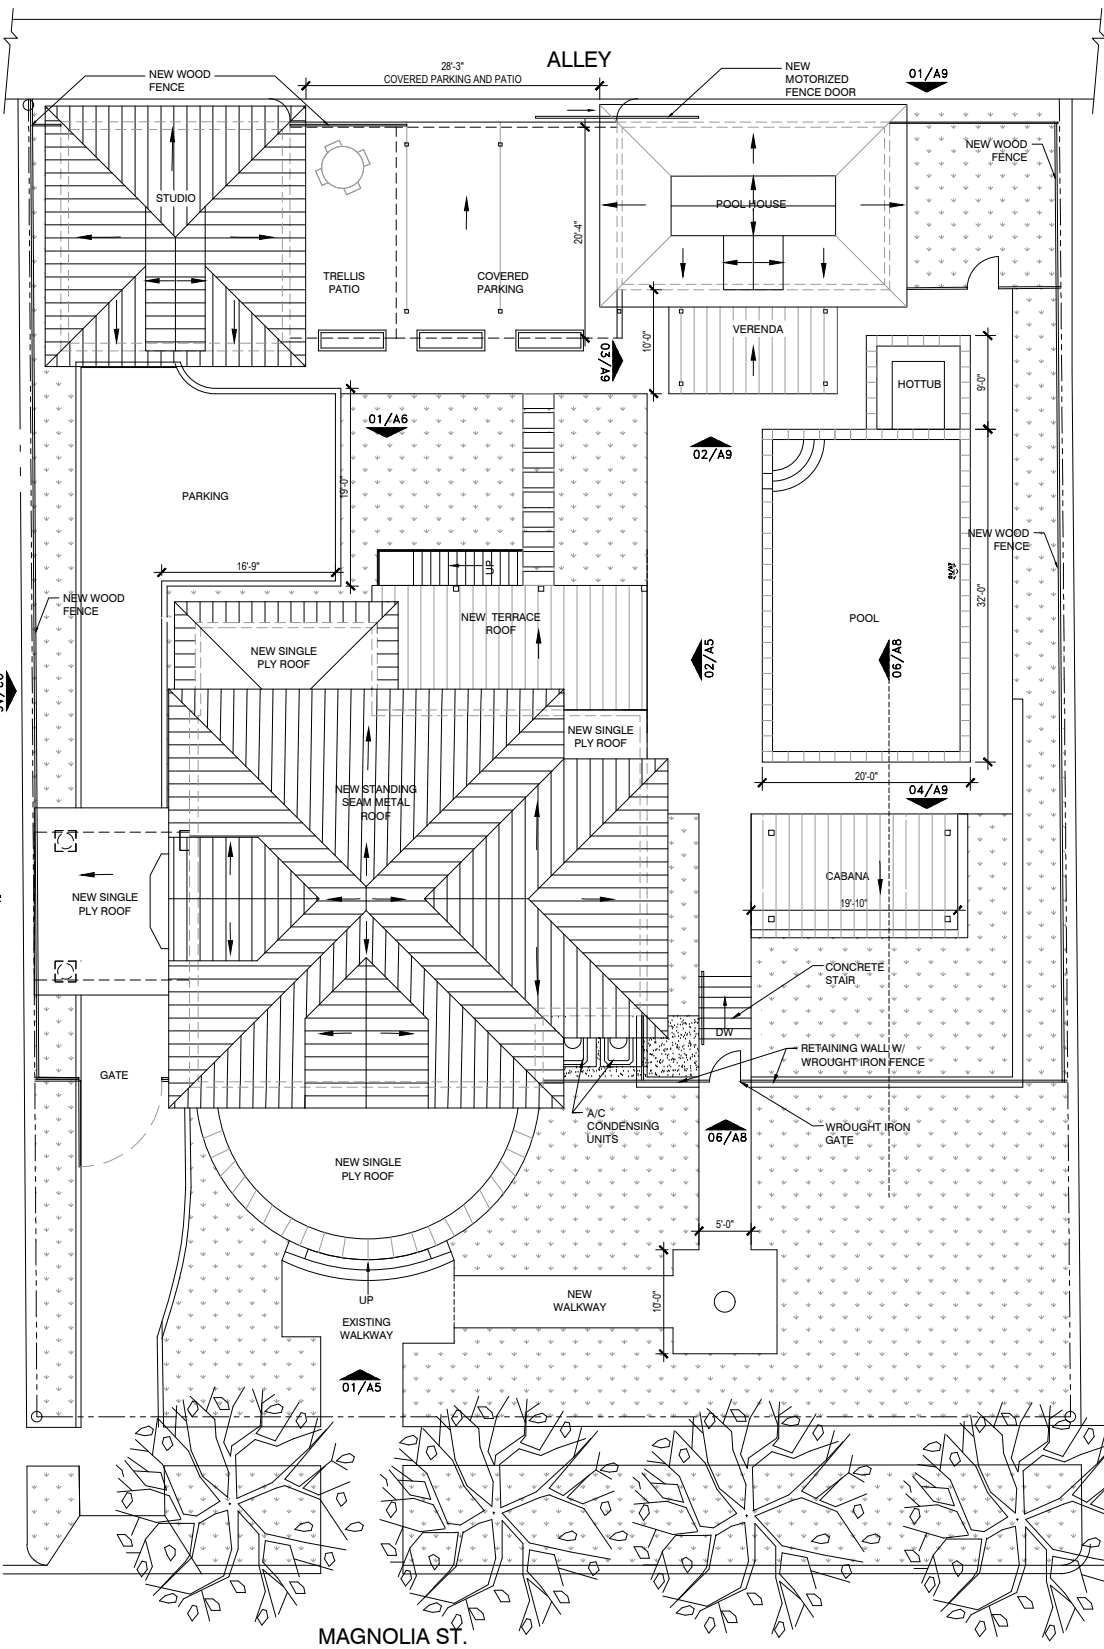 ALLEY
28'-3"
COVERED PARKING AND PATIO
NEW WOOD
FENCE
NEW
MOTORIZED
FENCE DOOR
01/A9
NEW WOOD
FENCE
STUDIO
POOL HOUSE
20'-4"
TRELLIS
PATIO
COVERED
PARKING
VERENDA
10'-0"
03/A9
HOTTUB
9'-0"
01/A6
02/A9
PARKING
19'-0"
NEW WOOD
FENCE
16'-9"
UP
NEW WOOD
FENCE
32'-0"
NEW TERRACE
ROOF
POOL
NEW SINGLE
PLY ROOF
02/A5
06/A8
NEW SINGLE
PLY ROOF
20'-0"
NEW STANDING
SEAM METAL
ROOF
04/A9
CABANA
19'-10"
NEW SINGLE
PLY ROOF
CONCRETE
STAIR
DW
RETAINING WALL W/
WROUGHT IRON FENCE
GATE
A/C
CONDENSING
UNITS
06/A8
WROUGHT IRON
GATE
NEW SINGLE
PLY ROOF
5'-0"
UP
EXISTING
WALKWAY
NEW
WALKWAY
10'-0"
01/A5
MAGNOLIA ST.